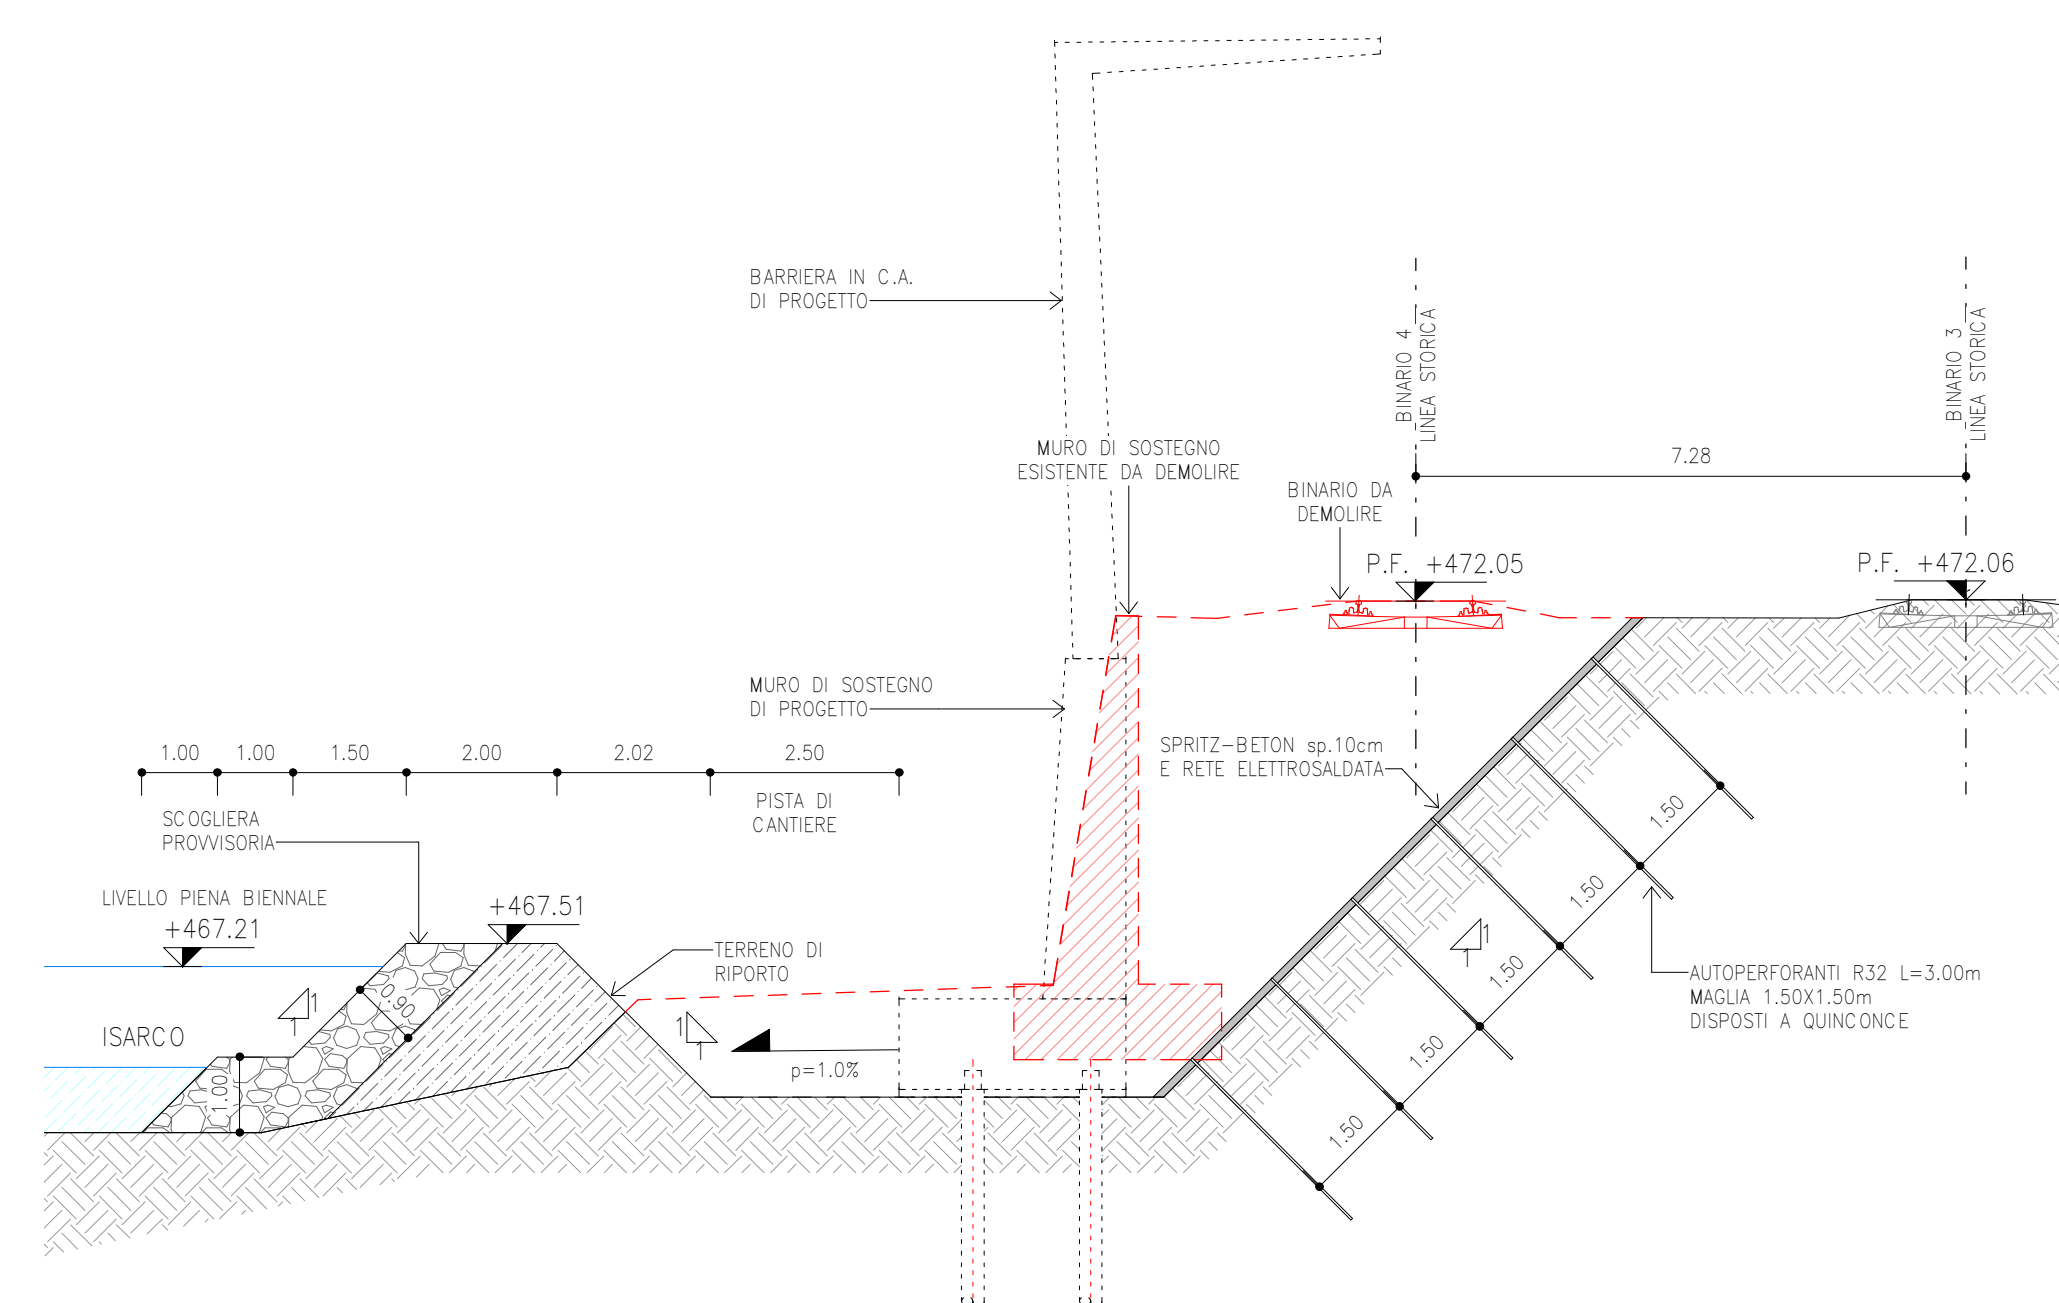 BARRIERA IN C.A.
DI PROGETTO
BINARIO 4
LINEA STORICA
BINARIO 3
LINEA STORICA
MURO DI SOSTEGNO
ESISTENTE DA DEMOLIRE
7.28
BINARIO DA
DEMOLIRE
P.F. +472.05
P.F. +472.06
MURO DI SOSTEGNO
DI PROGETTO
1.00
1.00
1.50
2.00
2.02
2.50
PISTA DI
CANTIERE
SPRITZ-BETON sp.10cm
E RETE ELETTROSALDATA
SCOGLIERA
PROVVISORIA
LIVELLO PIENA BIENNALE
+467.21
+467.51
TERRENO DI
RIPORTO
ISARCO
1
1
0.90
1.00
1
1
p=1.0%
1
1
1.50
1.50
1.50
1.50
1.50
AUTOPERFORANTI R32 L=3.00m
MAGLIA 1.50X1.50m
DISPOSTI A QUINCONCE